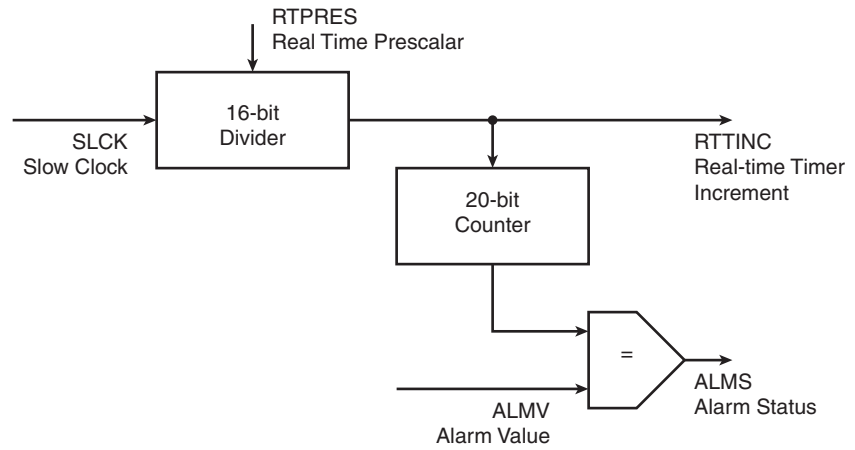 RTPRES
Real Time Prescalar
16-bit
Divider
SLCK
Slow Clock
RTTINC
Real-time Timer
Increment
20-bit
Counter
=
ALMS
Alarm Status
ALMV
Alarm Value